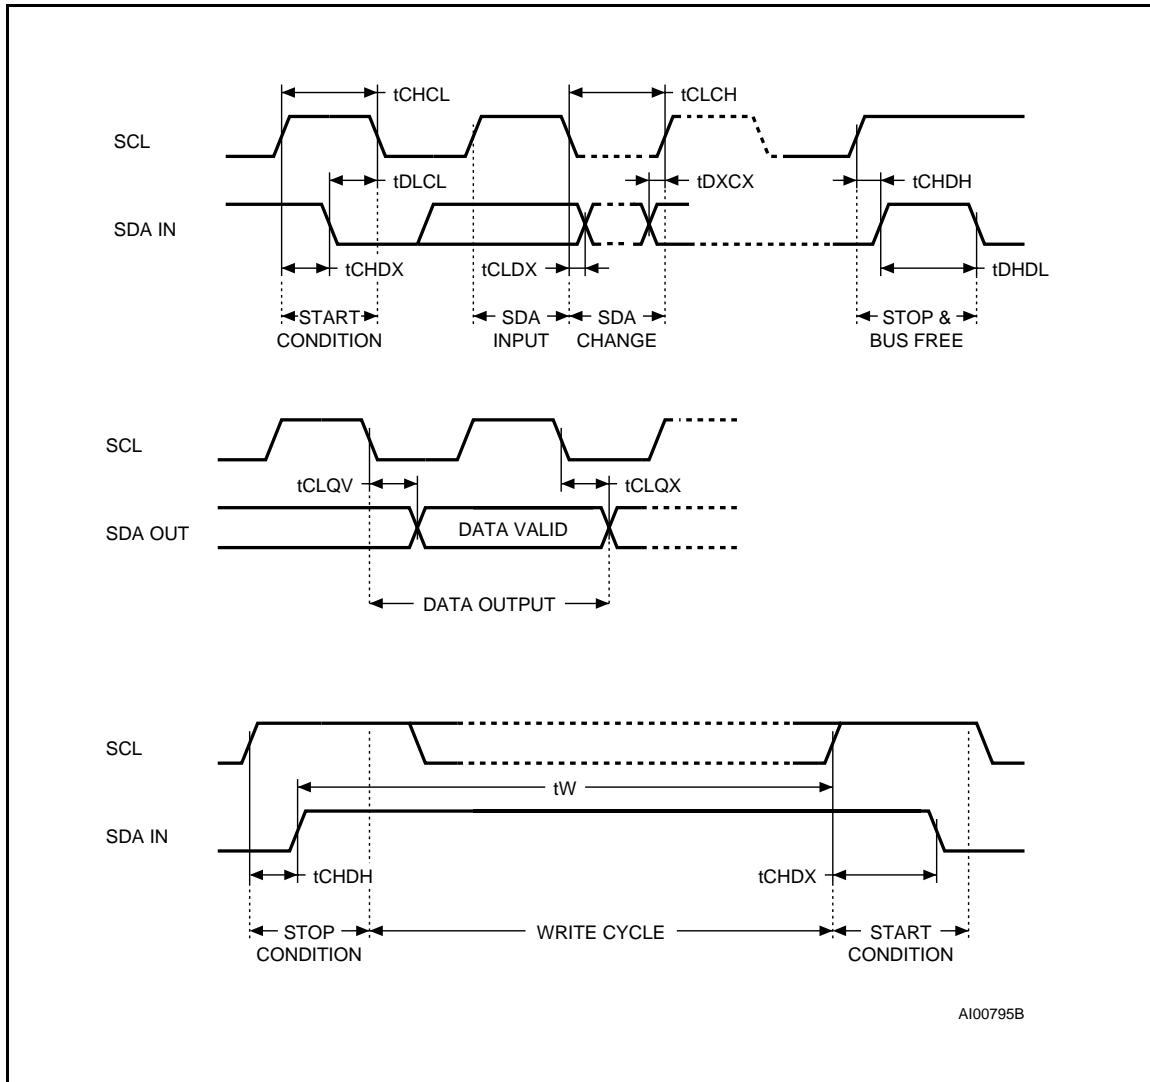 tCHCL
tCLCH
SCL
tDLCL
tDXCX
tCHDH
SDA IN
tCHDX
tCLDX
tDHDL
START
CONDITION
SDA
INPUT
SDA
CHANGE
STOP &
BUS FREE
SCL
tCLQV
tCLQX
SDA OUT
DATA VALID
DATA OUTPUT
SCL
tW
SDA IN
tCHDH
tCHDX
STOP
CONDITION
WRITE CYCLE
START
CONDITION
AI00795B